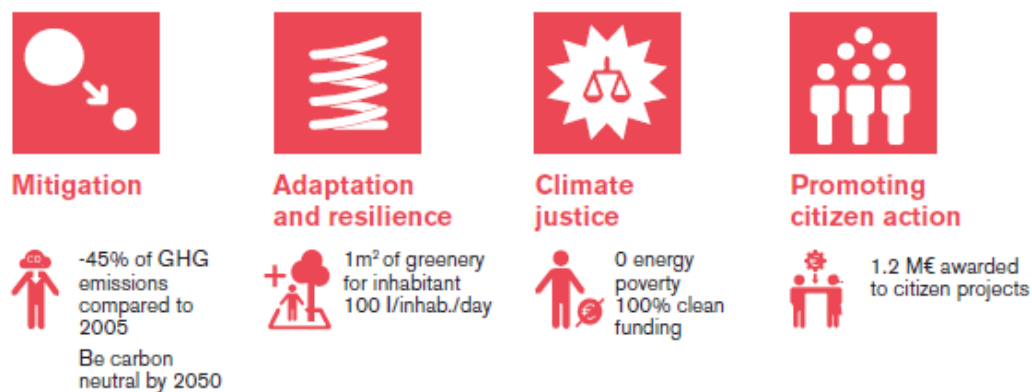 Mitigation
-45% of GHG
emissions
compared to
2005
Be carbon
neutral by 2050
Adaptation
and resilience
1m² of greenery
for inhabitant
100 l/inhab./day
Climate
justice
0 energy
poverty
100% clean
funding
Promoting
citizen action
1.2 M€ awarded
to citizen projects